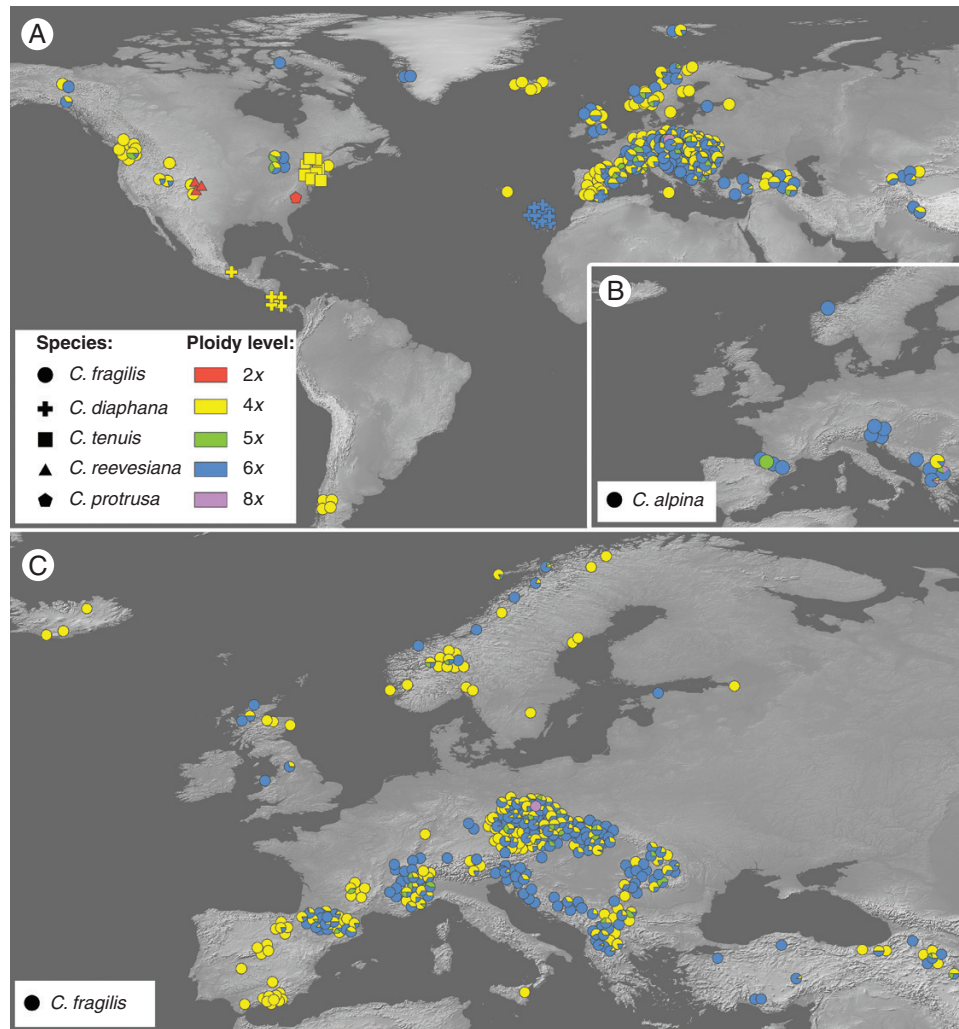 A
Species: Ploidy level:
C. fragilis 2x
C. diaphana 4x
C. tenuis 5x
C. reevesiana 6x
C. protrusa 8x
B
C. alpina
C
C. fragilis